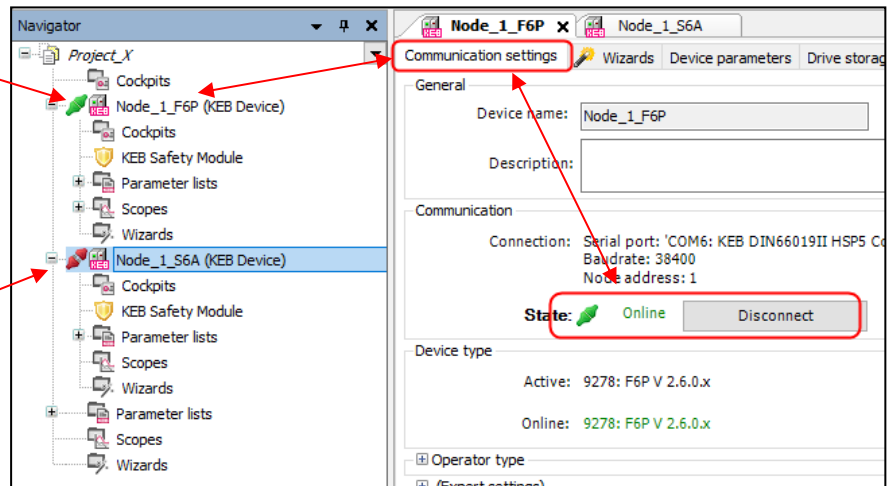 Navigator
Project_X
Cockpits
Node_1_F6P (KEB Device)
Cockpits
KEB Safety Module
Parameter lists
Scopes
Wizards
Node_1_S6A (KEB Device)
Cockpits
KEB Safety Module
Parameter lists
Scopes
Wizards
Parameter lists
Scopes
Wizards
Node_1_F6P Node_1_S6A
Communication settings Wizards Device parameters Drive storag
General
Device name: Node_1_F6P
Description:
Communication
Connection: Serial port: 'COM6: KEB DIN66019II HSP5 Co
Baudrate: 38400
Node address: 1
State: Online Disconnect
Device type
Active: 9278: F6P V 2.6.0.x
Online: 9278: F6P V 2.6.0.x
Operator type
(Expert settings)